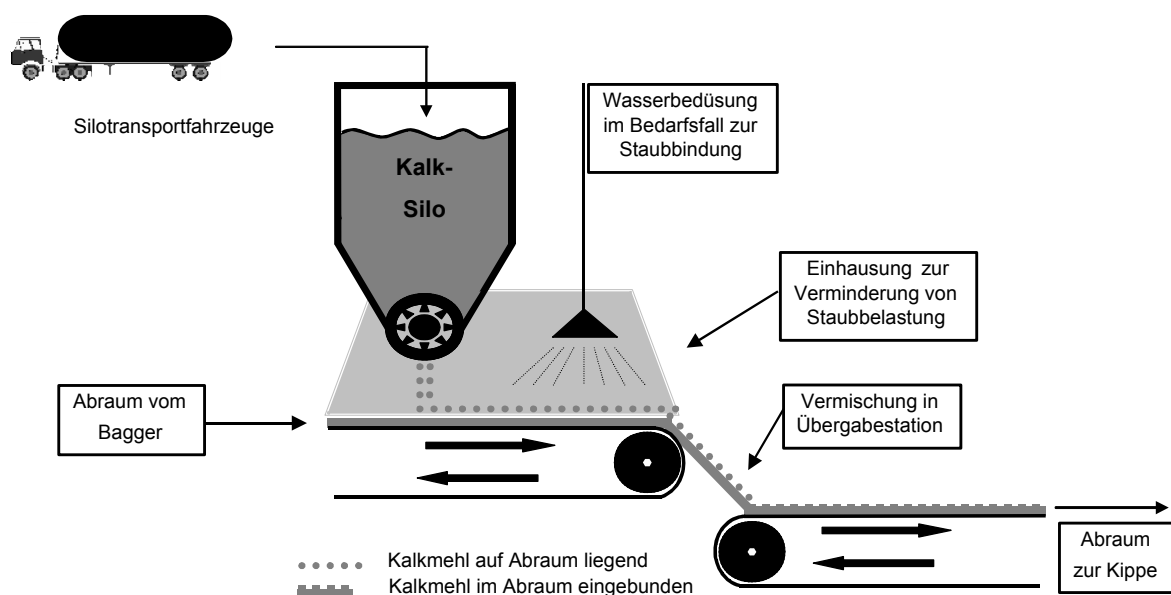 Silotransportfahrzeuge
Kalk-
Silo
Wasserbedüsung
im Bedarfsfall zur
Staubbindung
Einhausung zur
Verminderung von
Staubbelastung
Abraum vom
Bagger
Vermischung in
Übergabestation
Abraum
zur Kippe
Kalkmehl auf Abraum liegend
Kalkmehl im Abraum eingebunden